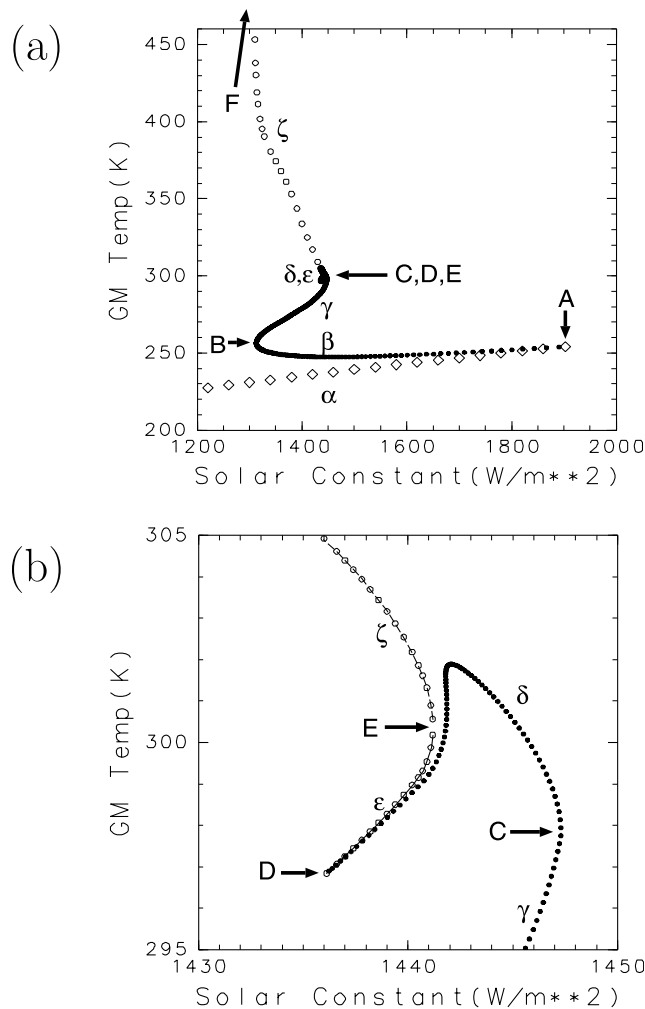 (a)
450
400
350
300
250
200
GM Temp(K)
F
ζ
δ,ε
C,D,E
γ
A
B
β
α
1200 1400 1600 1800 2000
Solar Constant(W/m**2)
(b)
305
300
295
GM Temp(K)
ζ
δ
E
ε
C
D
γ
1430 1440 1450
Solar Constant(W/m**2)